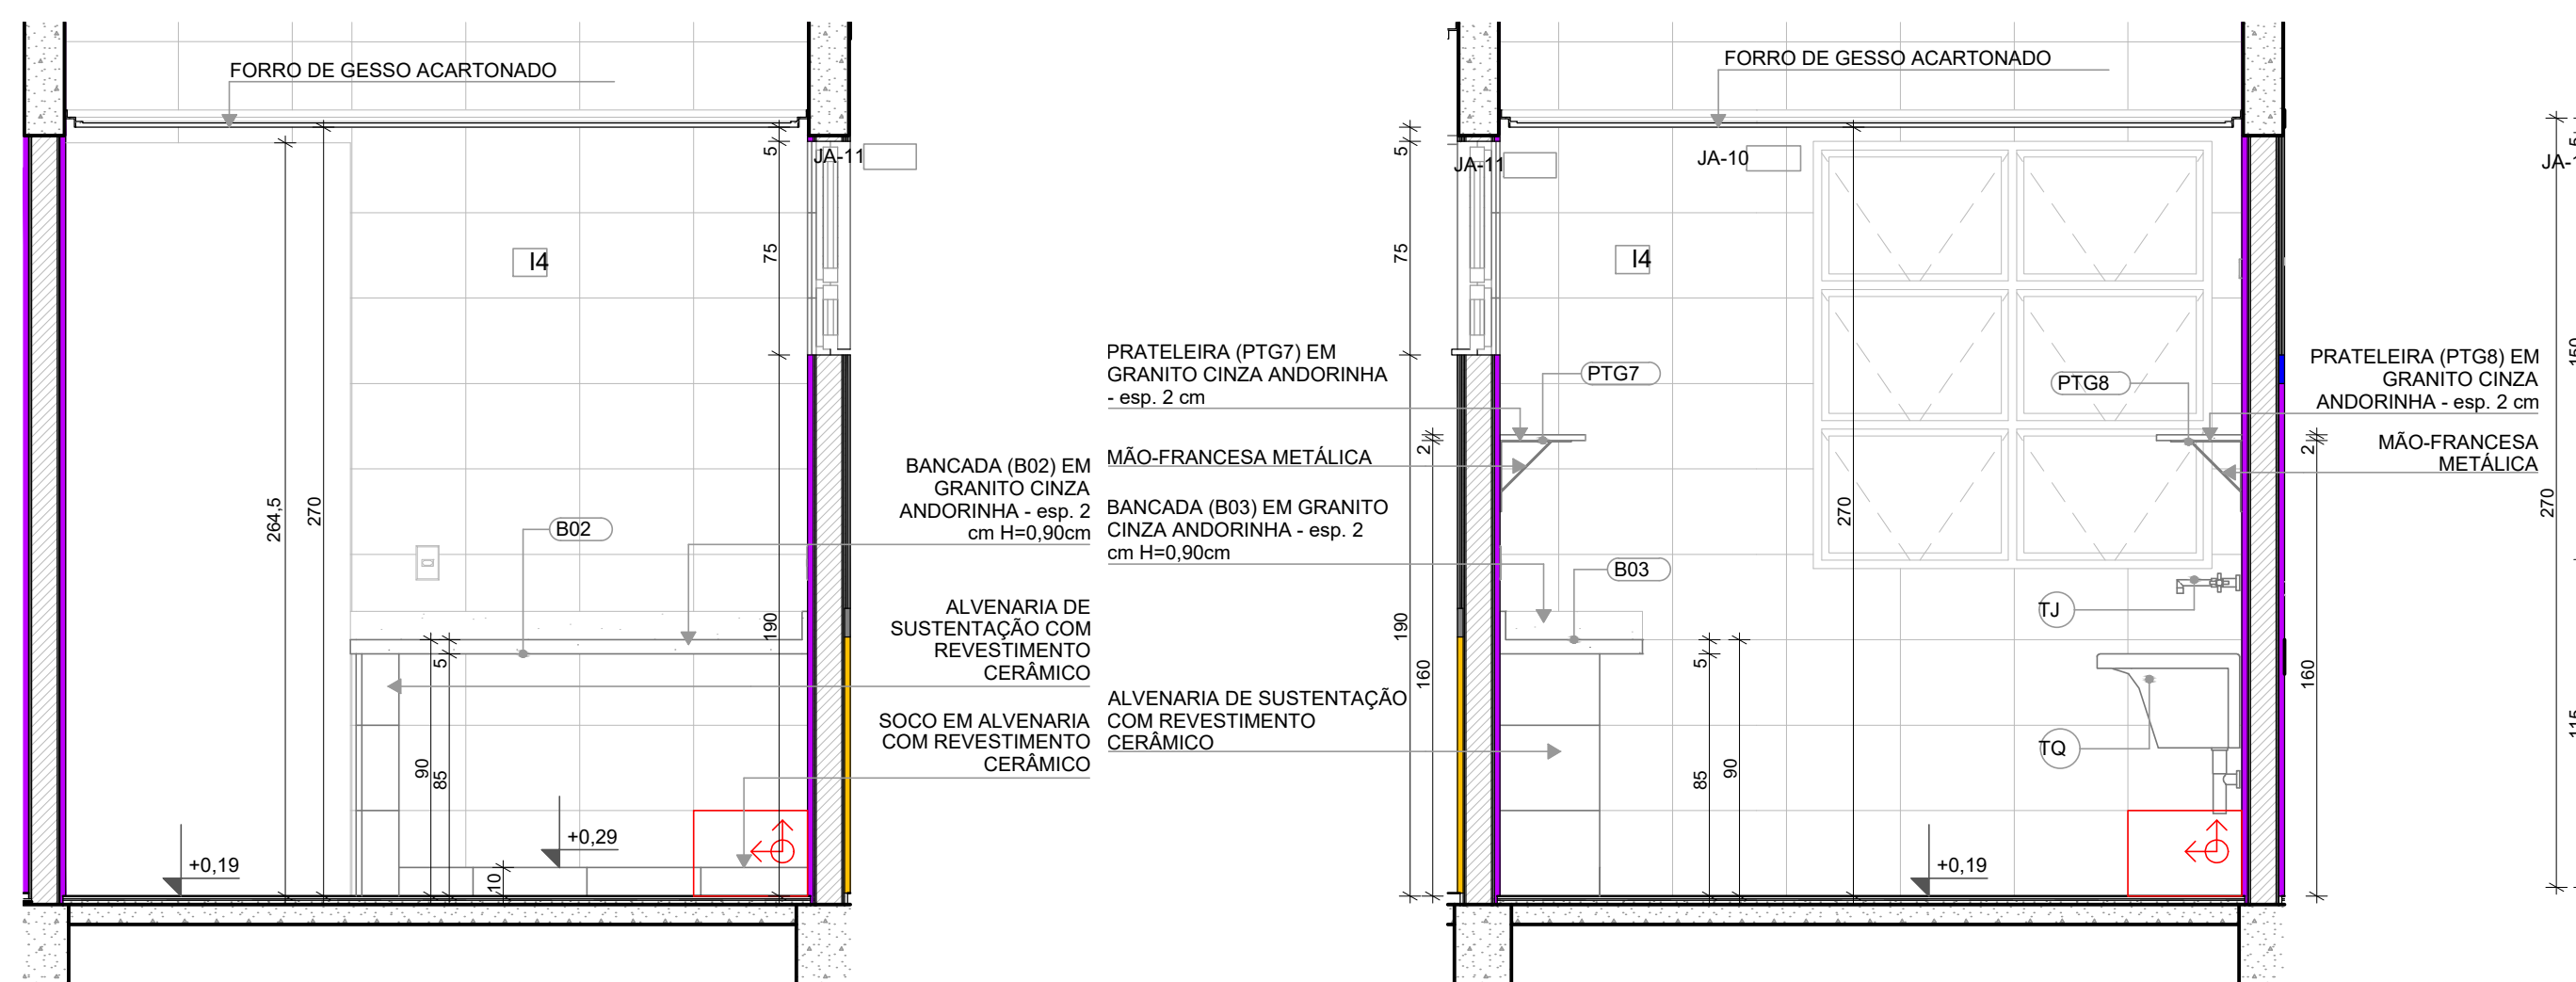 FORRO DE GESSO ACARTONADO
5
JA-11
75
I4
264,5
270
B02
BANCADA (B02) EM
GRANITO CINZA
ANDORINHA - esp. 2
cm H=0,90cm
190
ALVENARIA DE
SUSTENTAÇÃO COM
REVESTIMENTO
CERÂMICO
5
90
85
SOCO EM ALVENARIA
COM REVESTIMENTO
CERÂMICO
+0,29
+0,19
10
FORRO DE GESSO ACARTONADO
5
JA-11
JA-10
75
I4
PRATELEIRA (PTG7) EM
GRANITO CINZA ANDORINHA
- esp. 2 cm
PTG7
PTG8
PRATELEIRA (PTG8) EM
GRANITO CINZA
ANDORINHA - esp. 2 cm
2
MÃO-FRANCESA METÁLICA
2
MÃO-FRANCESA
METÁLICA
BANCADA (B03) EM GRANITO
CINZA ANDORINHA - esp. 2
cm H=0,90cm
270
B03
TJ
190
160
5
85
90
ALVENARIA DE SUSTENTAÇÃO
COM REVESTIMENTO
CERÂMICO
TQ
160
+0,19
5
JA-1
150
270
115